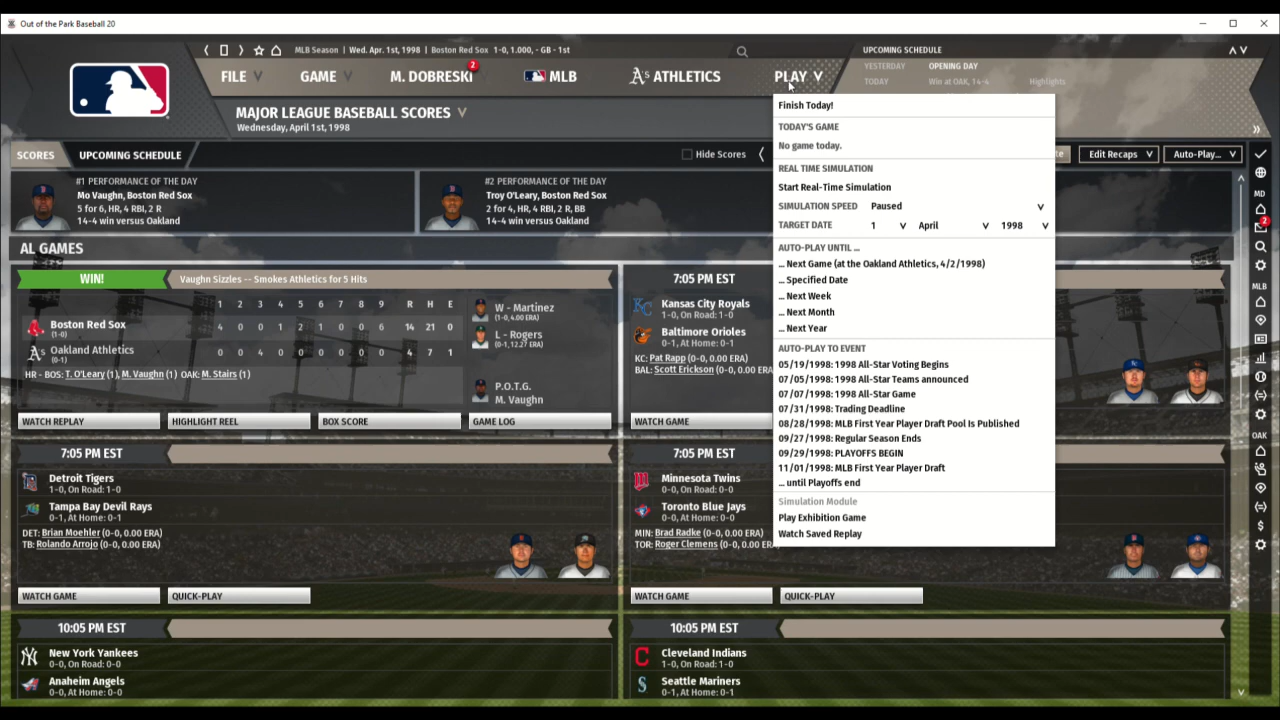 Out of the Park Baseball 20
MLB Season | Wed. Apr. 1st, 1998 | Boston Red Sox 1-0, 1.000, - GB - 1st
UPCOMING SCHEDULE
FILE
GAME
M. DOBRESKI
2
MLB
ATHLETICS
PLAY
YESTERDAY OPENING DAY
TODAY Win at OAK, 14-4 Highlights
MAJOR LEAGUE BASEBALL SCORES
Wednesday, April 1st, 1998
SCORES
UPCOMING SCHEDULE
Hide Scores
Edit Recaps
Auto-Play...
#1 PERFORMANCE OF THE DAY
Mo Vaughn, Boston Red Sox
5 for 6, HR, 4 RBI, 2 R
14-4 win versus Oakland
#2 PERFORMANCE OF THE DAY
Troy O'Leary, Boston Red Sox
2 for 4, HR, 4 RBI, 2 R, BB
14-4 win versus Oakland
AL GAMES
WIN!
Vaughn Sizzles -- Smokes Athletics for 5 Hits
1 2 3 4 5 6 7 8 9 R H E
Boston Red Sox 4 0 0 1 2 1 0 0 6 14 21 0
(1-0)
Oakland Athletics 0 0 4 0 0 0 0 0 0 4 7 1
(0-1)
HR - BOS: T. O'Leary (1), M. Vaughn (1) OAK: M. Stairs (1)
W - Martinez
(1-0, 4.00 ERA)
L - Rogers
(0-1, 12.27 ERA)
P.O.T.G.
M. Vaughn
WATCH REPLAY
HIGHLIGHT REEL
BOX SCORE
GAME LOG
7:05 PM EST
Kansas City Royals
1-0, On Road: 1-0
Baltimore Orioles
0-1, At Home: 0-1
KC: Pat Rapp (0-0, 0.00 ERA)
BAL: Scott Erickson (0-0, 0.00 ERA
WATCH GAME
7:05 PM EST
Detroit Tigers
1-0, On Road: 1-0
Tampa Bay Devil Rays
0-1, At Home: 0-1
DET: Brian Moehler (0-0, 0.00 ERA)
TB: Rolando Arrojo (0-0, 0.00 ERA)
WATCH GAME
QUICK-PLAY
7:05 PM EST
Minnesota Twins
0-0, On Road: 0-0
Toronto Blue Jays
0-0, At Home: 0-0
MIN: Brad Radke (0-0, 0.00 ERA)
TOR: Roger Clemens (0-0, 0.00 ERA
WATCH GAME
QUICK-PLAY
10:05 PM EST
New York Yankees
0-0, On Road: 0-0
Anaheim Angels
0-0, At Home: 0-0
10:05 PM EST
Cleveland Indians
1-0, On Road: 1-0
Seattle Mariners
0-1, At Home: 0-1
Finish Today!
TODAY'S GAME
No game today.
REAL TIME SIMULATION
Start Real-Time Simulation
SIMULATION SPEED Paused
TARGET DATE 1 April 1998
AUTO-PLAY UNTIL ...
... Next Game (at the Oakland Athletics, 4/2/1998)
... Specified Date
... Next Week
... Next Month
... Next Year
AUTO-PLAY TO EVENT
05/19/1998: 1998 All-Star Voting Begins
07/05/1998: 1998 All-Star Teams announced
07/07/1998: 1998 All-Star Game
07/31/1998: Trading Deadline
08/28/1998: MLB First Year Player Draft Pool Is Published
09/27/1998: Regular Season Ends
09/29/1998: PLAYOFFS BEGIN
11/01/1998: MLB First Year Player Draft
... until Playoffs end
Simulation Module
Play Exhibition Game
Watch Saved Replay
MD
2
MLB
OAK